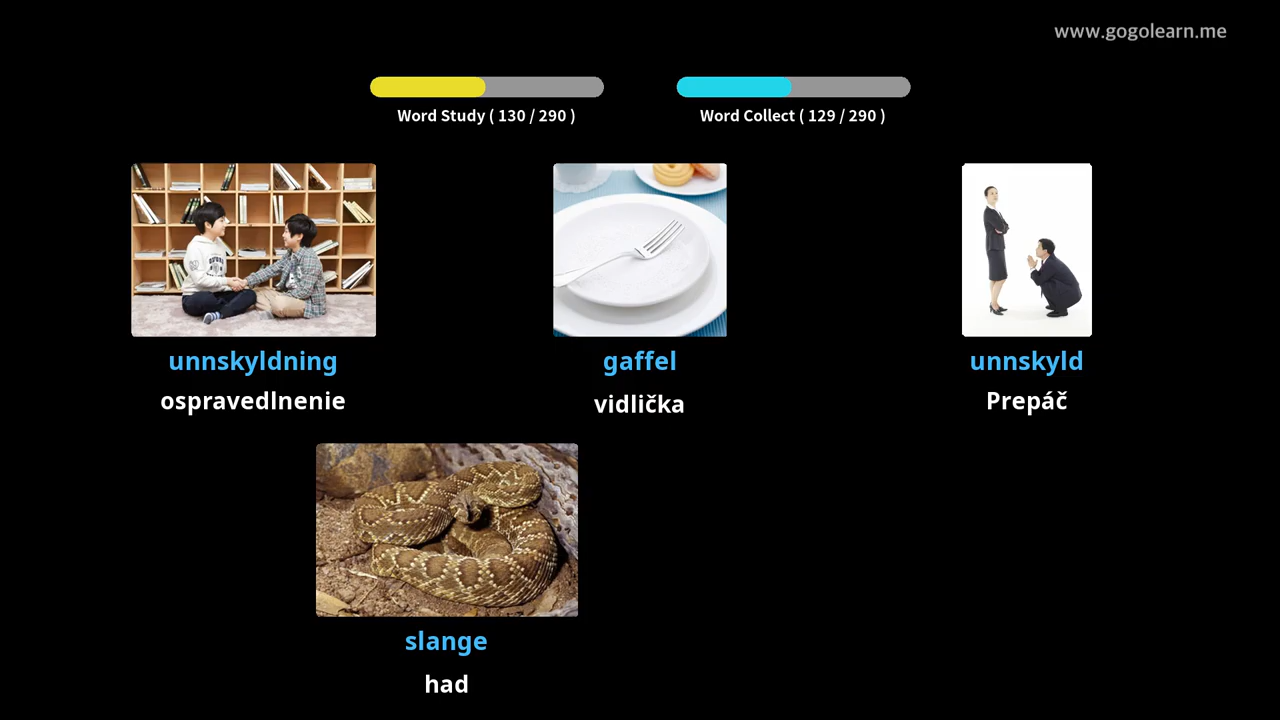 www.gogolearn.me
Word Study ( 130 / 290 )
Word Collect ( 129 / 290 )
unnskyldning
gaffel
unnskyld
ospravedlnenie
vidlička
Prepáč
slange
had